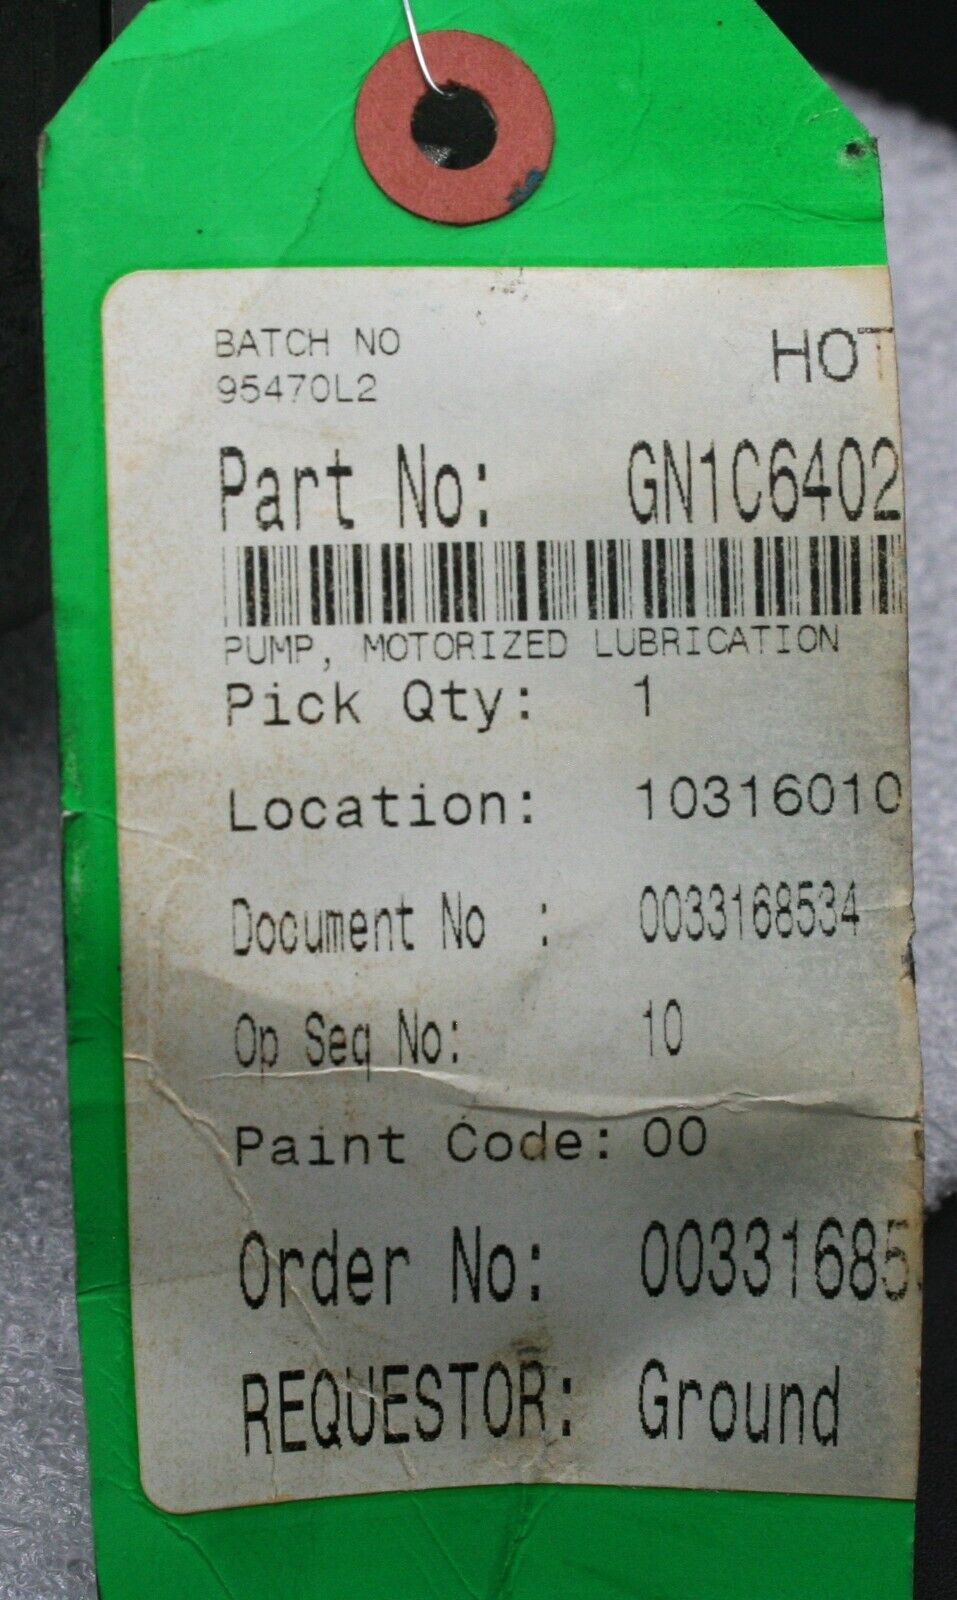 BATCH NO
95470L2
HOT
Part No: GN1C6402
PUMP, MOTORIZED LUBRICATION
Pick Qty: 1
Location: 10316010
Document No : 0033168534
Op Seq No: 10
Paint Code: 00
Order No: 00331685
REQUESTOR: Ground